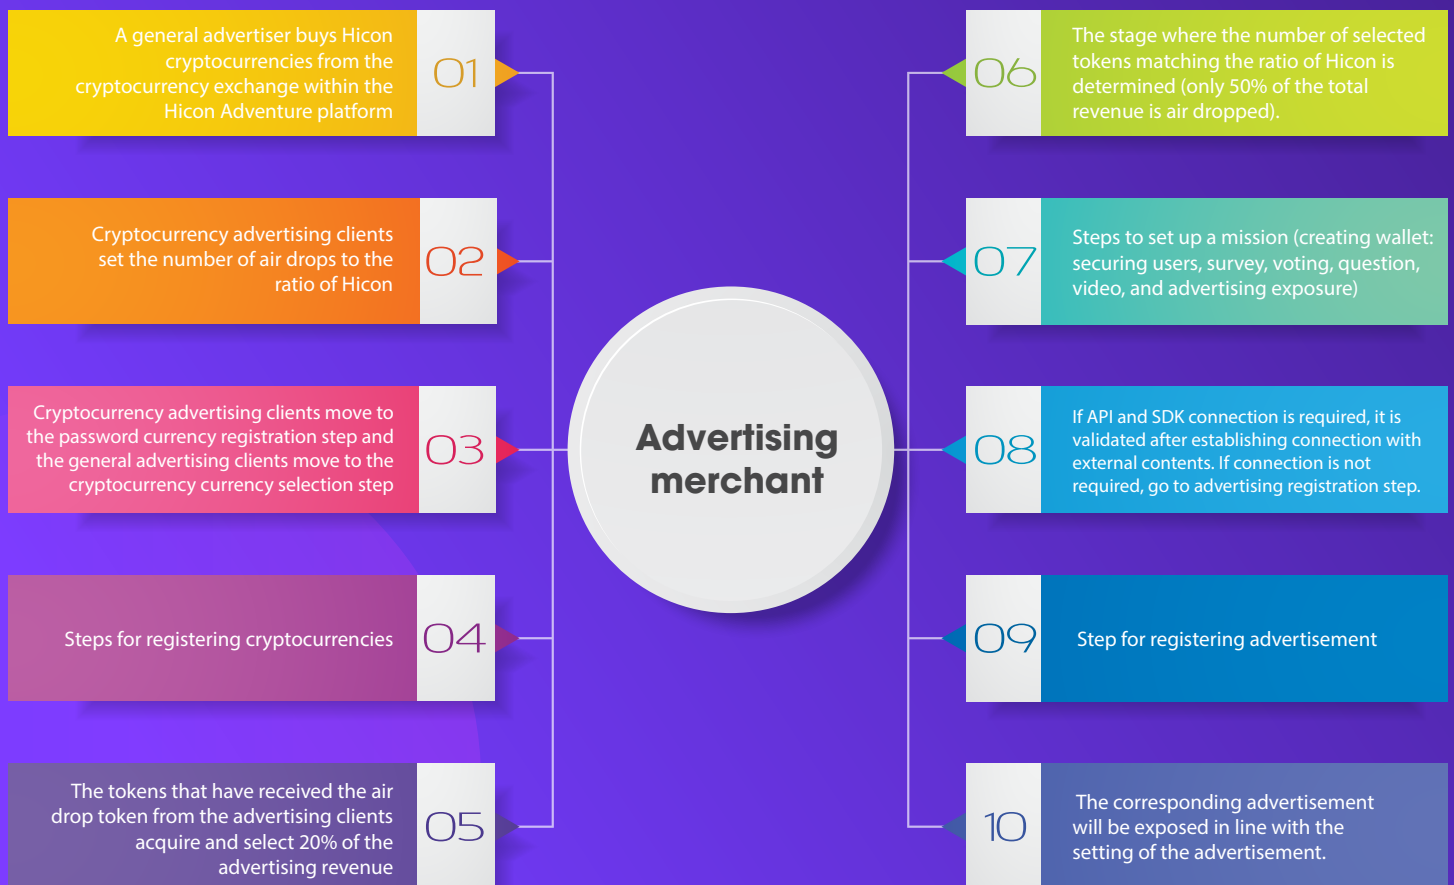 A general advertiser buys Hicon
cryptocurrencies from the
cryptocurrency exchange within the
Hicon Adventure platform
01
Cryptocurrency advertising clients
set the number of air drops to the
ratio of Hicon
02
Cryptocurrency advertising clients move to
the password currency registration step and
the general advertising clients move to the
cryptocurrency currency selection step
03
Steps for registering cryptocurrencies
04
The tokens that have received the air
drop token from the advertising clients
acquire and select 20% of the
advertising revenue
05
Advertising
merchant
06
The stage where the number of selected
tokens matching the ratio of Hicon is
determined (only 50% of the total
revenue is air dropped).
07
Steps to set up a mission (creating wallet:
securing users, survey, voting, question,
video, and advertising exposure)
08
If API and SDK connection is required, it is
validated after establishing connection with
external contents. If connection is not
required, go to advertising registration step.
09
Step for registering advertisement
10
The corresponding advertisement
will be exposed in line with the
setting of the advertisement.